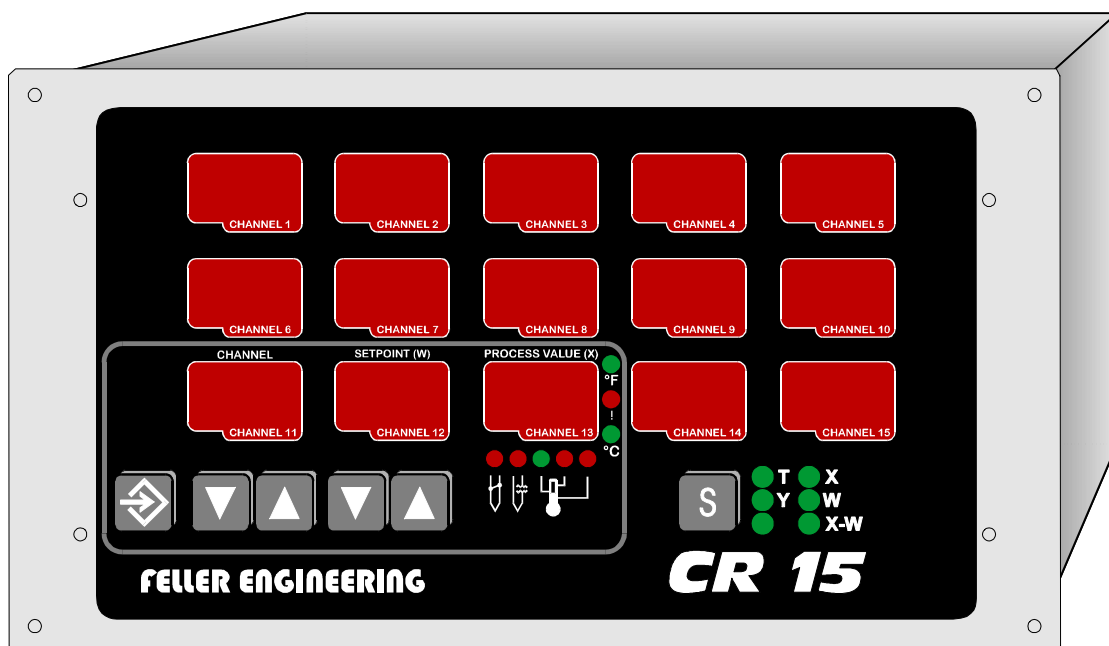 CHANNEL 1 CHANNEL 2 CHANNEL 3 CHANNEL 4 CHANNEL 5
CHANNEL 6 CHANNEL 7 CHANNEL 8 CHANNEL 9 CHANNEL 10
CHANNEL SETPOINT (W) PROCESS VALUE (X)
°F
!
CHANNEL 11 CHANNEL 12 CHANNEL 13 CHANNEL 14 CHANNEL 15
°C
S
T X
Y W
X-W
FELLER ENGINEERING CR 15